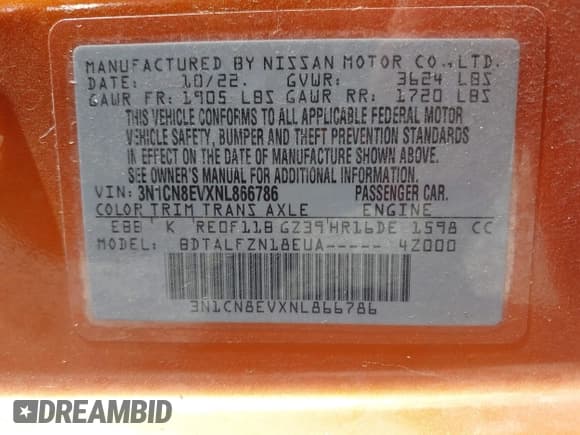 MANUFACTURED BY NISSAN MOTOR CO.,LTD.
DATE: 10/22. GVWR: 3624 LBS
GAWR FR: 1905 LBS GAWR RR: 1720 LBS
THIS VEHICLE CONFORMS TO ALL APPLICABLE FEDERAL MOTOR
VEHICLE SAFETY, BUMPER AND THEFT PREVENTION STANDARDS
IN EFFECT ON THE DATE OF MANUFACTURE SHOWN ABOVE.
SEE OWNER'S MANUAL FOR ADDITIONAL INFORMATION.
VIN: 3N1CN8EVXNL866786 PASSENGER CAR.
COLOR TRIM TRANS AXLE ENGINE
EBB K RE0F11B GZ39 HR16DE 1598 CC
MODEL: BDTALFZN18EUA----- 4Z000
3N1CN8EVXNL866786
DREAMBID